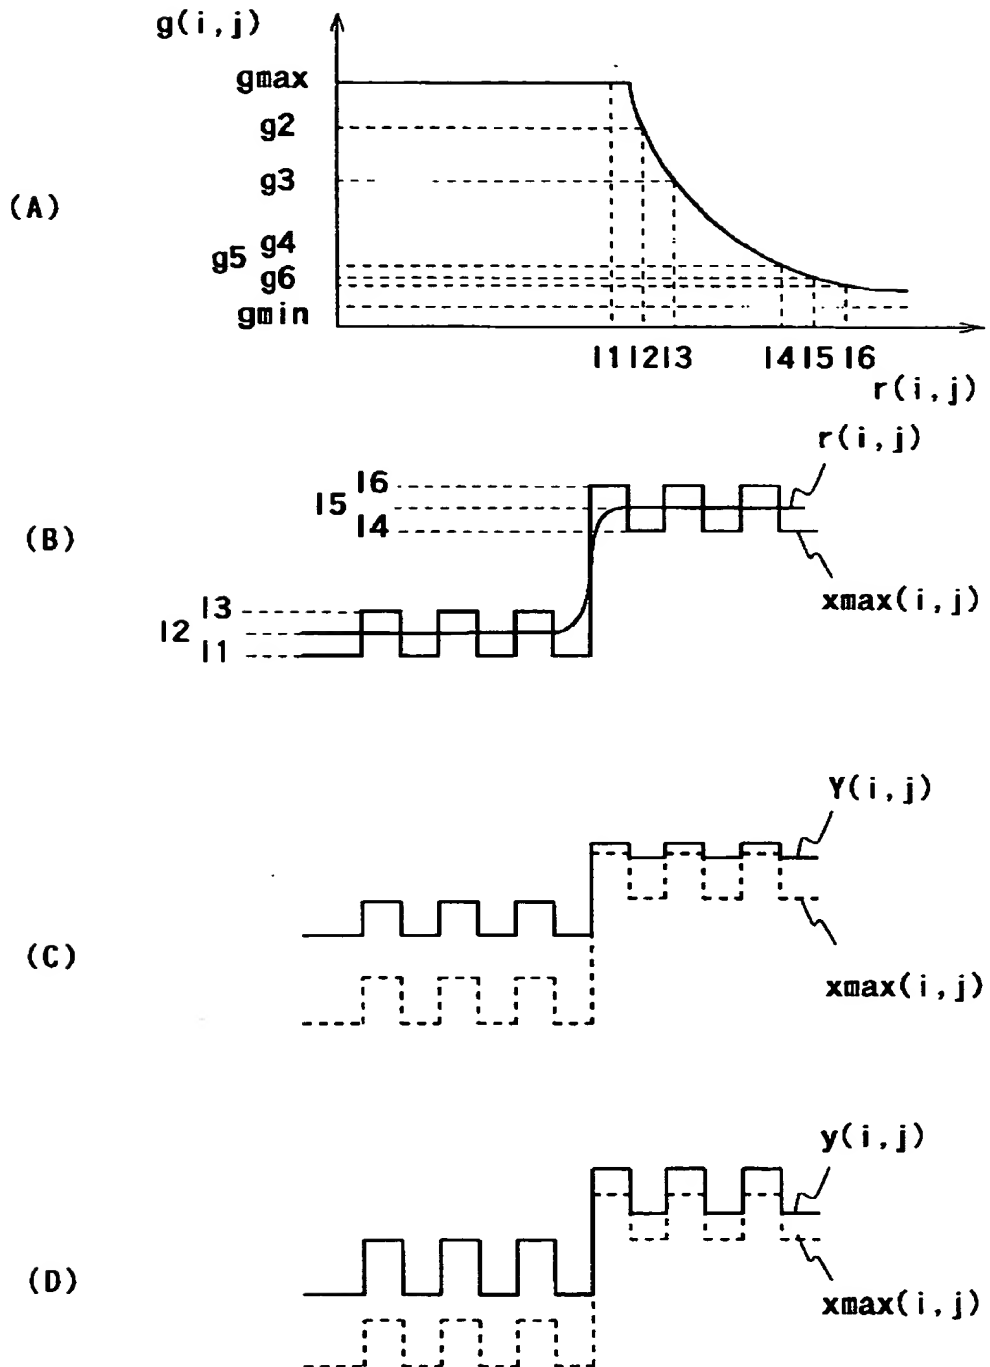 g(i,j)
gmax
g2
g3
(A)
g4
g5
g6
gmin
l1 l2 l3 l4 l5 l6
r(i,j)
r(i,j)
l6
l5
l4
(B)
xmax(i,j)
l3
l2
l1
Y(i,j)
(C)
xmax(i,j)
y(i,j)
(D)
xmax(i,j)